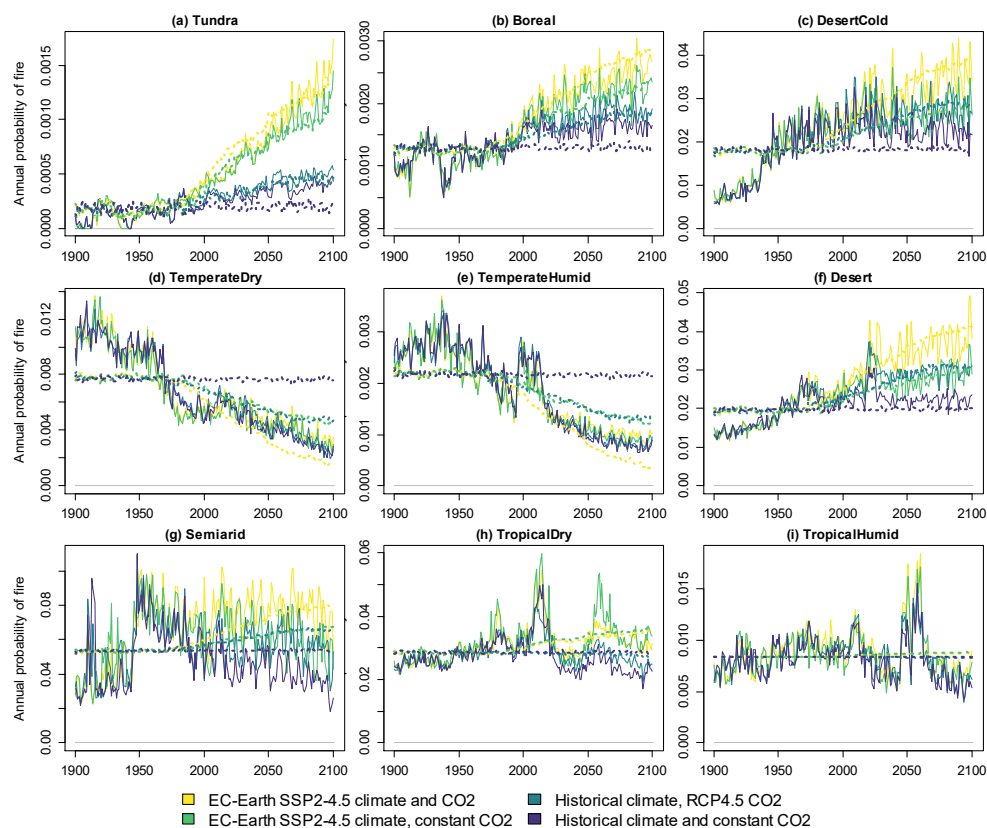 (a) Tundra
(b) Boreal
(c) DesertCold
Annual probability of fire
0.0000 0.0005 0.0010 0.0015
0.0000 0.0010 0.0020 0.0030
0.00 0.01 0.02 0.03 0.04
1900 1950 2000 2050 2100
1900 1950 2000 2050 2100
1900 1950 2000 2050 2100
(d) TemperateDry
(e) TemperateHumid
(f) Desert
Annual probability of fire
0.000 0.004 0.008 0.012
0.000 0.001 0.002 0.003
0.00 0.01 0.02 0.03 0.04 0.05
1900 1950 2000 2050 2100
1900 1950 2000 2050 2100
1900 1950 2000 2050 2100
(g) Semiarid
(h) TropicalDry
(i) TropicalHumid
Annual probability of fire
0.00 0.04 0.08
0.00 0.02 0.04 0.06
0.000 0.005 0.010 0.015
1900 1950 2000 2050 2100
1900 1950 2000 2050 2100
1900 1950 2000 2050 2100
EC-Earth SSP2-4.5 climate and CO2
Historical climate, RCP4.5 CO2
EC-Earth SSP2-4.5 climate, constant CO2
Historical climate and constant CO2